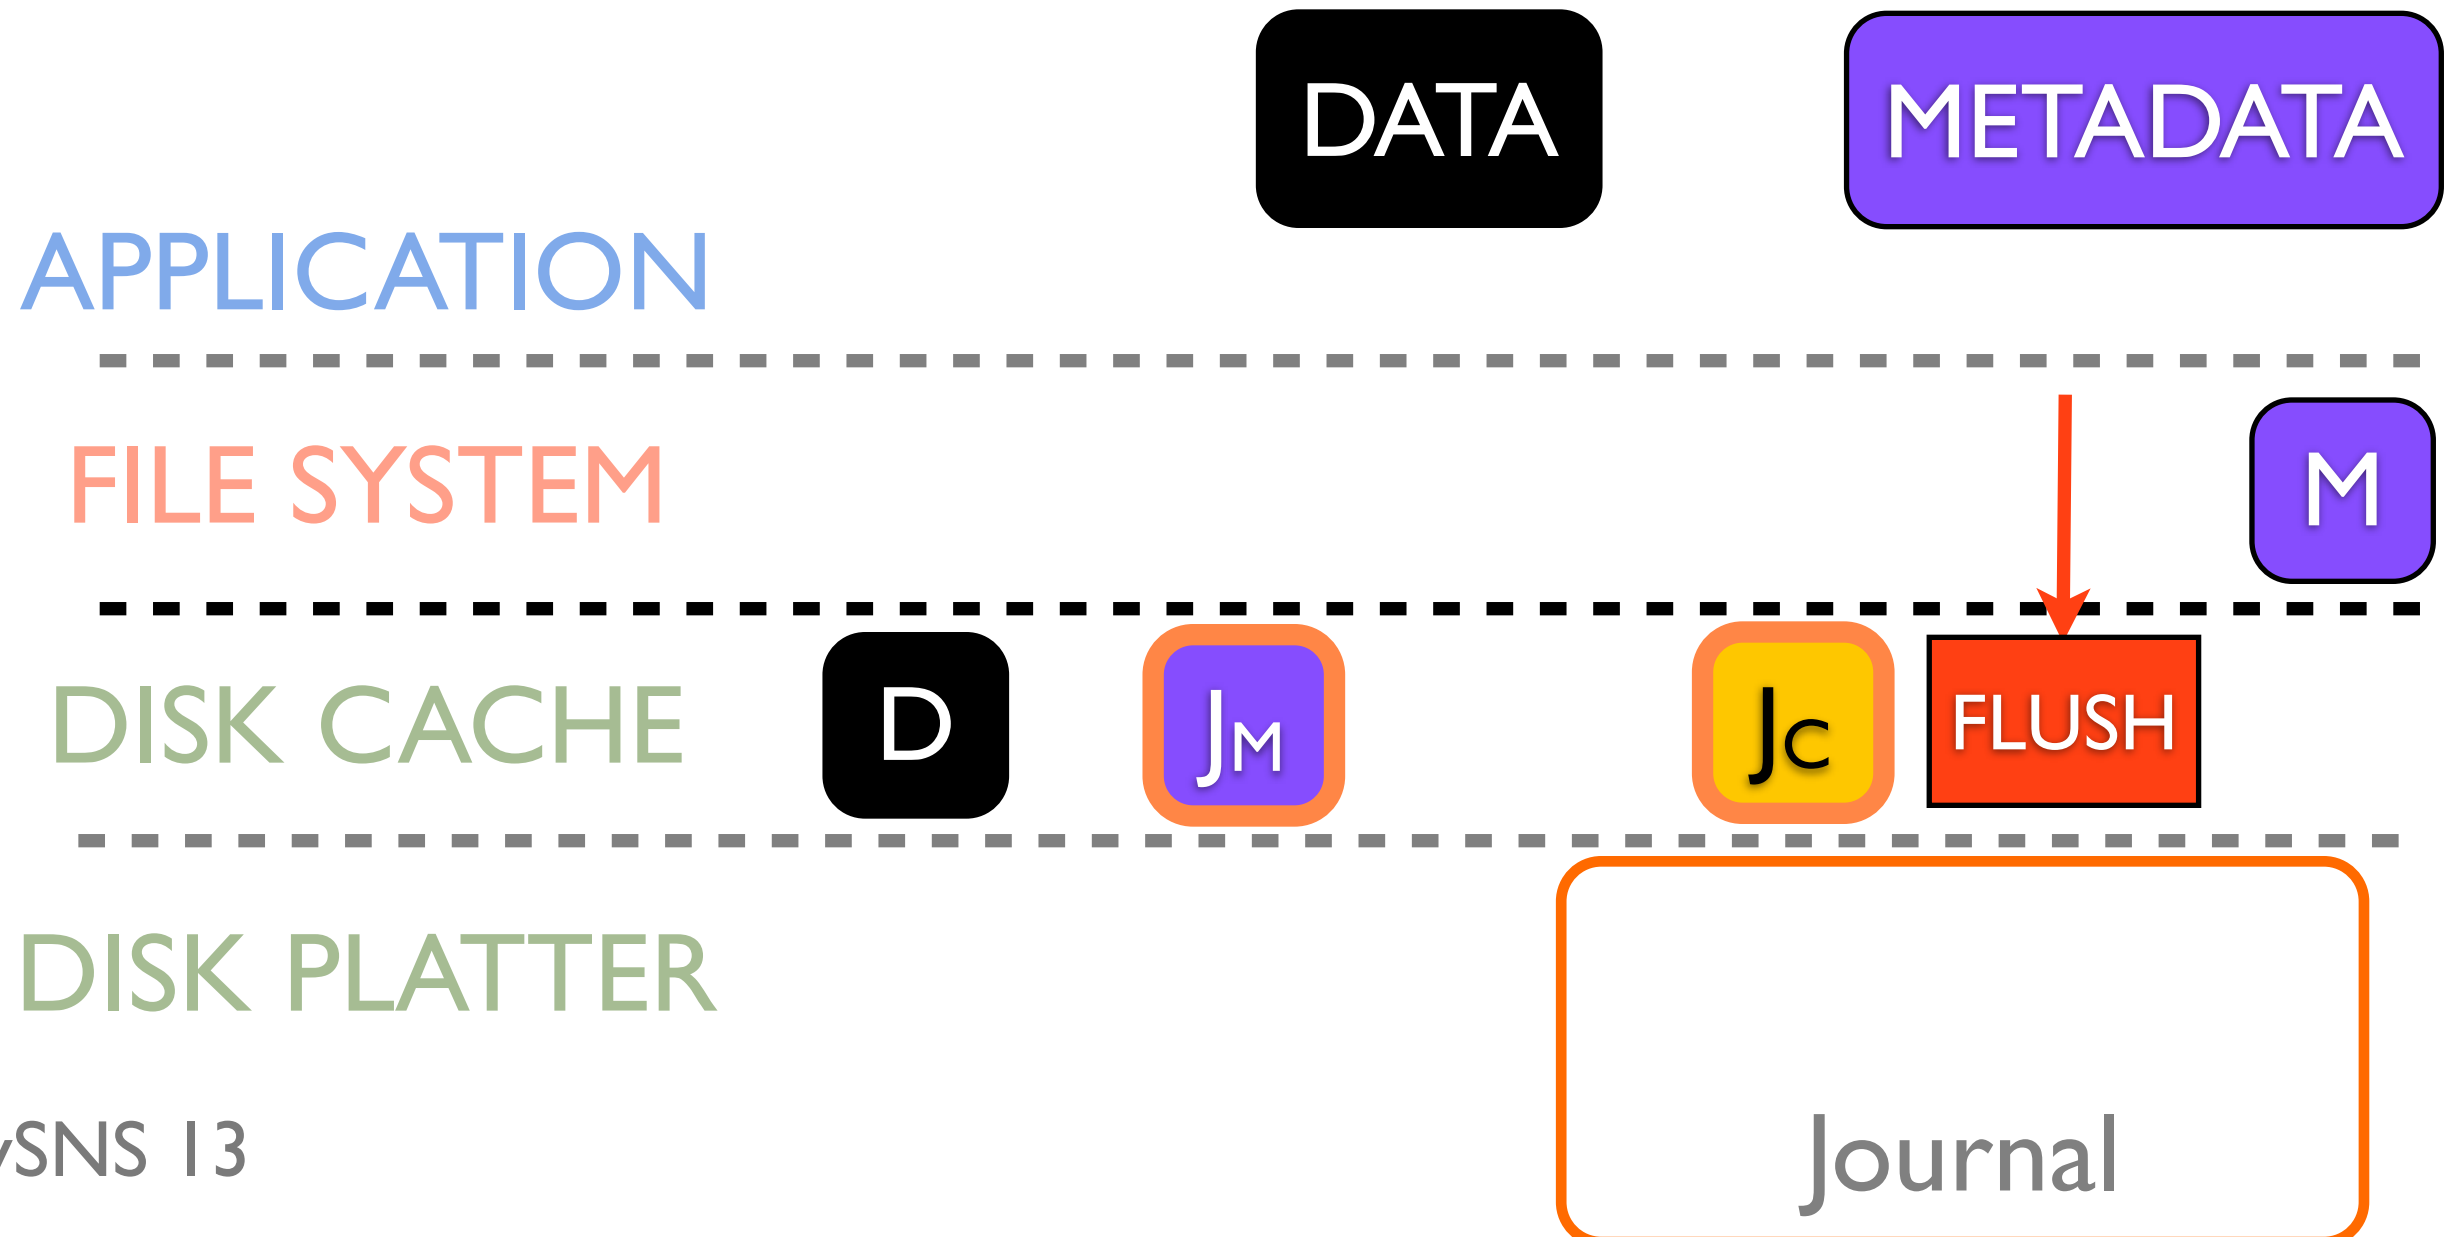 DATA METADATA
APPLICATION
FILE SYSTEM M
DISK CACHE D JM JC FLUSH
DISK PLATTER
SNS 13
Journal